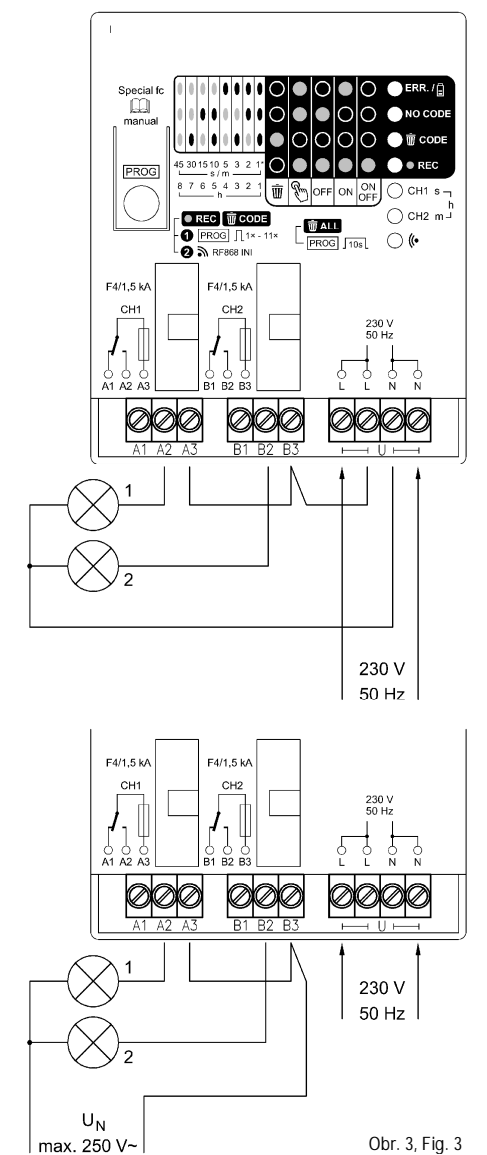 Special fc
manual
PROG
45 30 15 10 5 3 2 1*
s / m
8 7 6 5 4 3 2 1
h
OFF ON ON OFF
ERR. /
NO CODE
CODE
REC
CH1 s
h
CH2 m
REC CODE
1 PROG 1× - 11×
2 RF868 INI
ALL
PROG 10s
F4/1,5 kA F4/1,5 kA
CH1 CH2
230 V
50 Hz
A1 A2 A3 B1 B2 B3 L L N N
A1 A2 A3 B1 B2 B3 U
1
2
230 V
50 Hz
F4/1,5 kA F4/1,5 kA
CH1 CH2
230 V
50 Hz
A1 A2 A3 B1 B2 B3 L L N N
A1 A2 A3 B1 B2 B3 U
1
2
230 V
50 Hz
UN
max. 250 V~
Obr. 3, Fig. 3